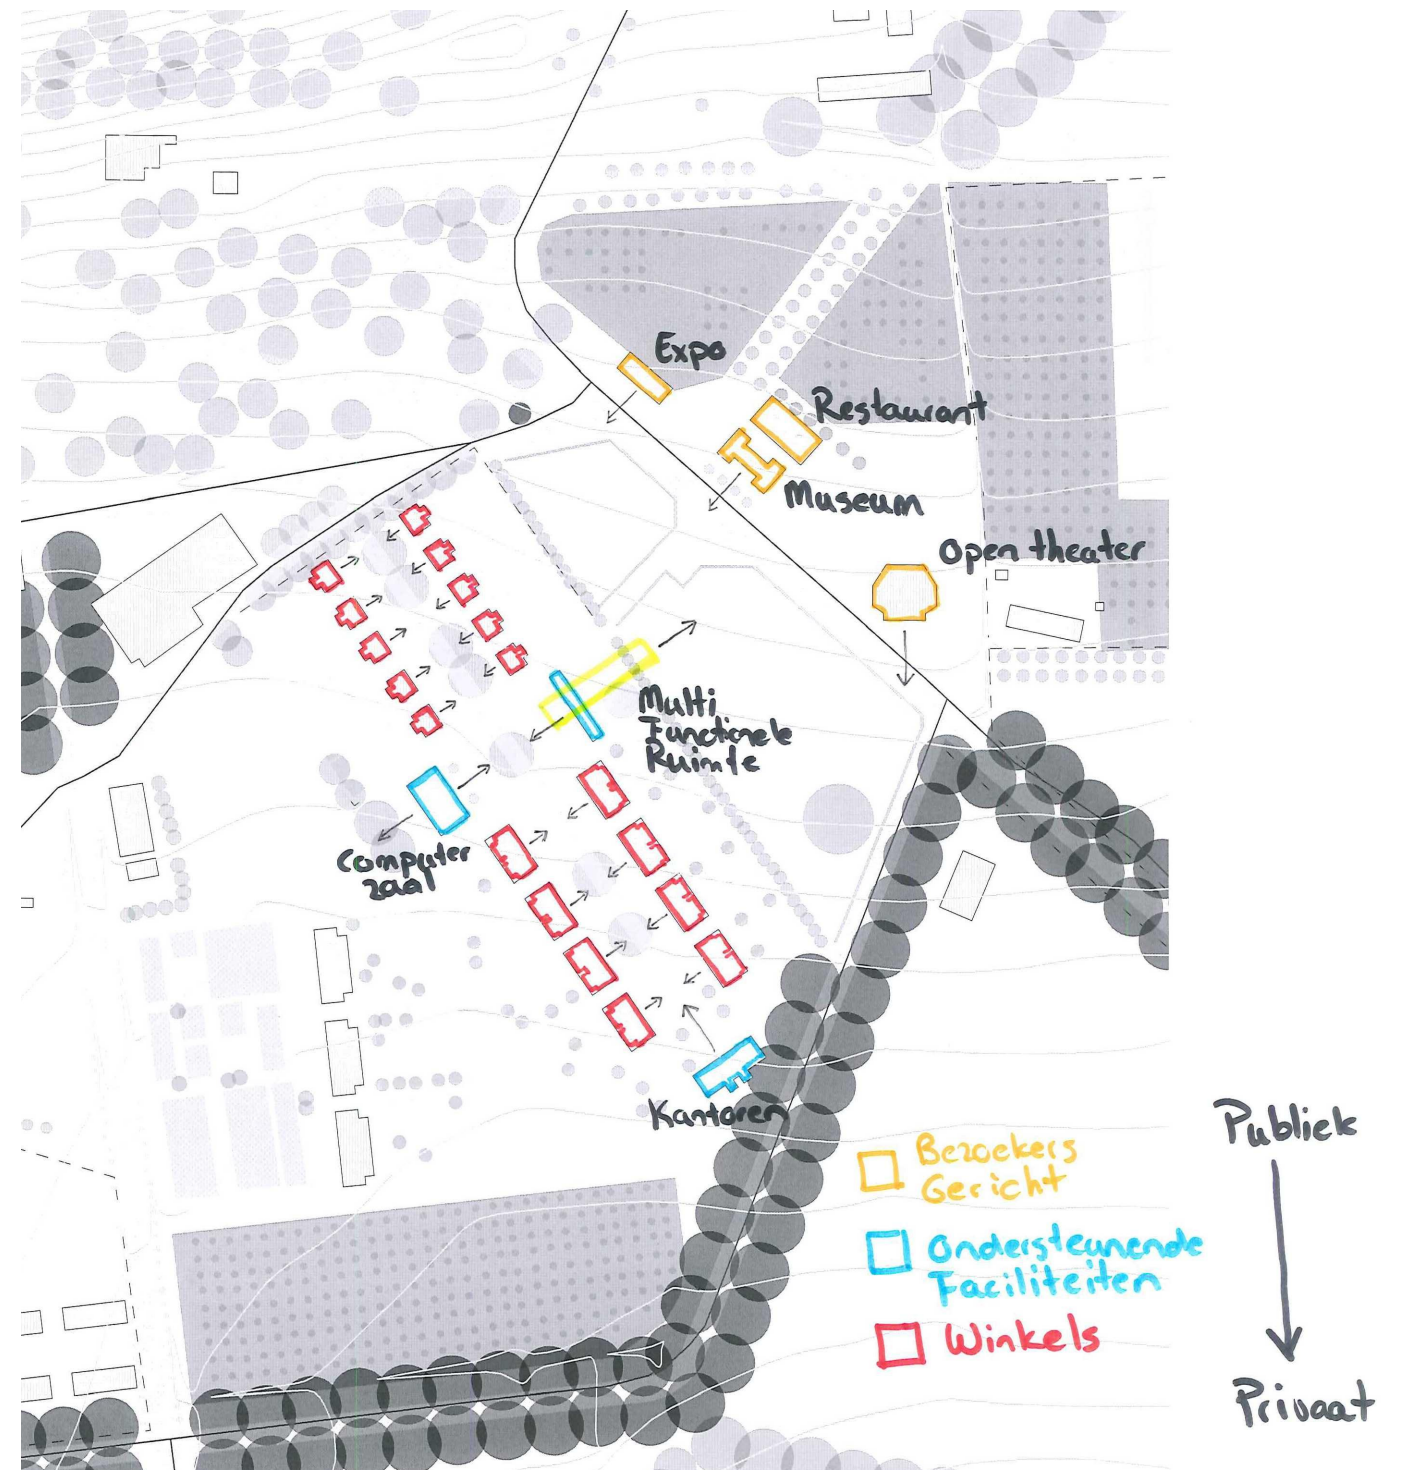 Expo
Restaurant
Museum
Open theater
Multi
Functionele
Ruimte
Computer
zaal
Kantoren
Bezoekers
Gericht
Ondersteunende
Faciliteiten
Winkels
Publiek
Privaat